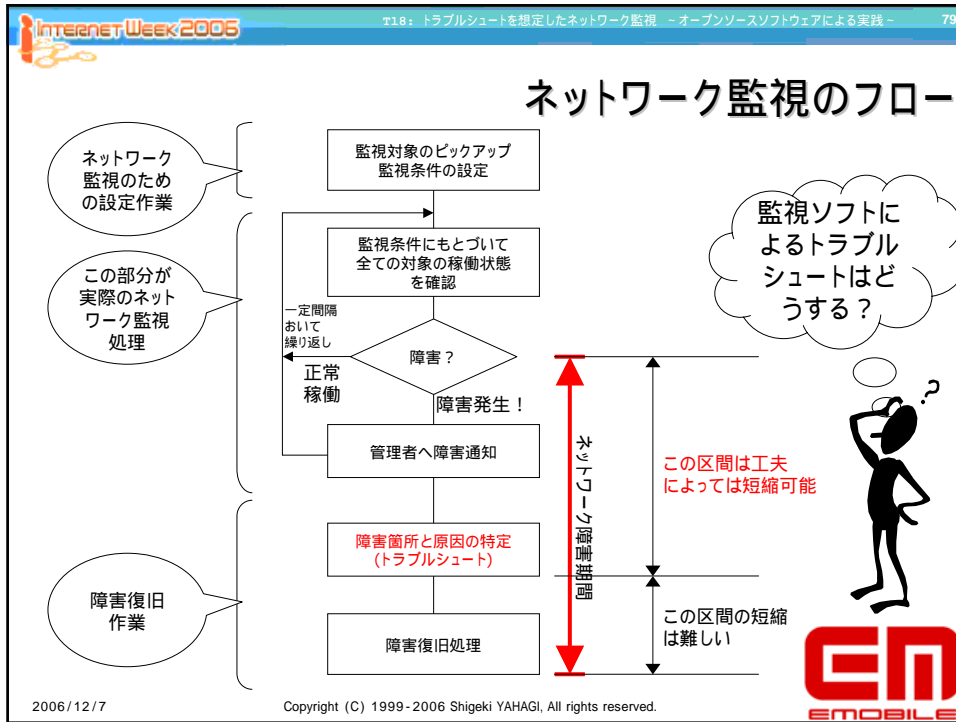 INTERNET WEEK 2006
T18: トラブルシュートを想定したネットワーク監視 ~オープンソースソフトウェアによる実践~
79
ネットワーク監視のフロー
ネットワーク
監視のため
の設定作業
監視対象のピックアップ
監視条件の設定
監視ソフトに
よるトラブル
シュートはど
うする?
この部分が
実際のネット
ワーク監視
処理
監視条件にもとづいて
全ての対象の稼働状態
を確認
一定間隔
おいて
繰り返し
障害?
正常
稼働
障害発生!
管理者へ障害通知
ネットワーク障害期間
この区間は工夫
によっては短縮可能
障害箇所と原因の特定
(トラブルシュート)
障害復旧
作業
障害復旧処理
この区間の短縮
は難しい
?
EM
EMOBILE
2006/12/7
Copyright (C) 1999-2006 Shigeki YAHAGI, All rights reserved.